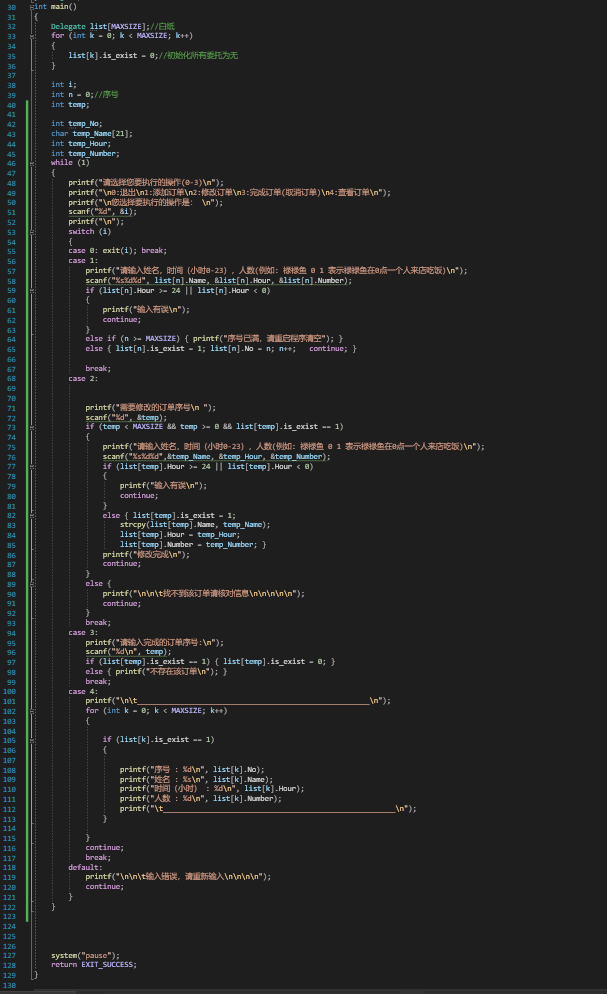 30 int main()
31 {
32 Delegate list[MAXSIZE];//白纸
33 for (int k = 0; k < MAXSIZE; k++)
34 {
35 list[k].is_exist = 0;//初始化所有委托为无
36 }
37
38 int i;
39 int n = 0;//序号
40 int temp;
41
42 int temp_No;
43 char temp_Name[21];
44 int temp_Hour;
45 int temp_Number;
46 while (1)
47 {
48 printf("请选择您要执行的操作(0-3)\n");
49 printf("\n0:退出\n1:添加订单\n2:修改订单\n3:完成订单(取消订单)\n4:查看订单\n");
50 printf("\n您选择要执行的操作是： \n");
51 scanf("%d", &i);
52 printf("\n");
53 switch (i)
54 {
55 case 0: exit(i); break;
56 case 1:
57 printf("请输入姓名，时间（小时0-23），人数(例如：禄禄鱼 0 1 表示禄禄鱼在0点一个人来店吃饭)\n");
58 scanf("%s%d%d", list[n].Name, &list[n].Hour, &list[n].Number);
59 if (list[n].Hour >= 24 || list[n].Hour < 0)
60 {
61 printf("输入有误\n");
62 continue;
63 }
64 else if (n >= MAXSIZE) { printf("序号已满，请重启程序清空"); }
65 else { list[n].is_exist = 1; list[n].No = n; n++; continue; }
66
67 break;
68 case 2:
69
70
71 printf("需要修改的订单序号\n ");
72 scanf("%d", &temp);
73 if (temp < MAXSIZE && temp >= 0 && list[temp].is_exist == 1)
74 {
75 printf("请输入姓名，时间（小时0-23），人数(例如：禄禄鱼 0 1 表示禄禄鱼在0点一个人来店吃饭)\n");
76 scanf("%s%d%d",&temp_Name, &temp_Hour, &temp_Number);
77 if (list[temp].Hour >= 24 || list[temp].Hour < 0)
78 {
79 printf("输入有误\n");
80 continue;
81 }
82 else { list[temp].is_exist = 1;
83 strcpy(list[temp].Name, temp_Name);
84 list[temp].Hour = temp_Hour;
85 list[temp].Number = temp_Number; }
86 printf("修改完成\n");
87 continue;
88 }
89 else {
90 printf("\n\n\t找不到该订单请核对信息\n\n\n\n\n");
91 continue;
92 }
93 break;
94 case 3:
95 printf("请输入完成的订单序号:\n");
96 scanf("%d\n", temp);
97 if (list[temp].is_exist == 1) { list[temp].is_exist = 0; }
98 else { printf("不存在该订单\n"); }
99 break;
100 case 4:
101 printf("\n\t______________________________________________________\n");
102 for (int k = 0; k < MAXSIZE; k++)
103 {
104
105 if (list[k].is_exist == 1)
106 {
107
108 printf("序号 : %d\n", list[k].No);
109 printf("姓名 : %s\n", list[k].Name);
110 printf("时间（小时） : %d\n", list[k].Hour);
111 printf("人数 : %d\n", list[k].Number);
112 printf("\t______________________________________________________\n");
113 }
114
115 }
116 continue;
117 break;
118 default:
119 printf("\n\n\t输入错误，请重新输入\n\n\n\n");
120 continue;
121 }
122 }
123
124
125
126
127 system("pause");
128 return EXIT_SUCCESS;
129 }
130